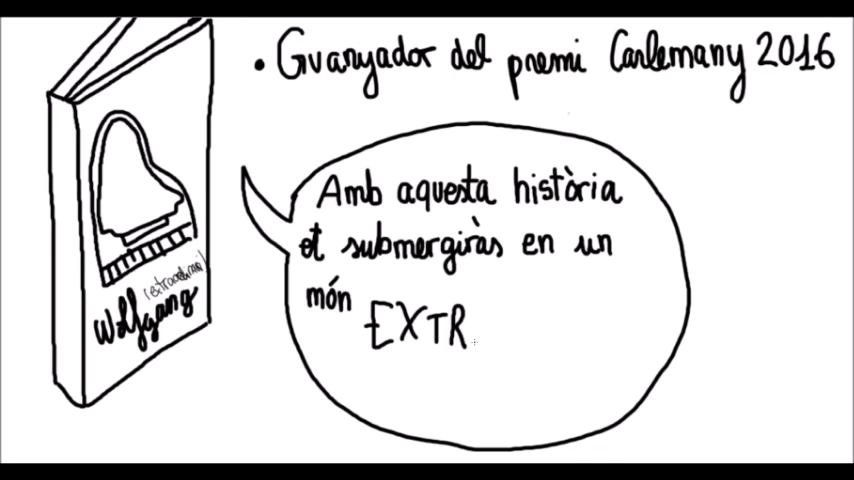 • Guanyador del premi Carlemany 2016
Amb aquesta història
et submergiràs en un
món
EXTR
(extraordinari)
Wolfgang